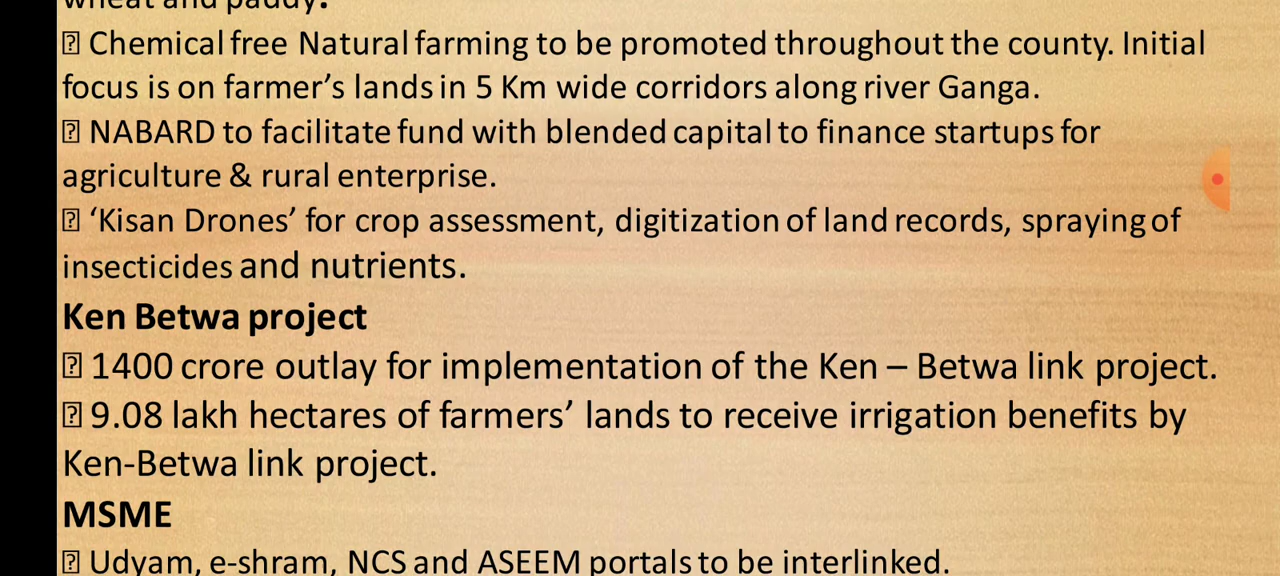 wheat and paddy.
⍰ Chemical free Natural farming to be promoted throughout the county. Initial
focus is on farmer’s lands in 5 Km wide corridors along river Ganga.
⍰ NABARD to facilitate fund with blended capital to finance startups for
agriculture & rural enterprise.
⍰ ‘Kisan Drones’ for crop assessment, digitization of land records, spraying of
insecticides and nutrients.
Ken Betwa project
⍰ 1400 crore outlay for implementation of the Ken – Betwa link project.
⍰ 9.08 lakh hectares of farmers’ lands to receive irrigation benefits by
Ken-Betwa link project.
MSME
⍰ Udyam, e-shram, NCS and ASEEM portals to be interlinked.